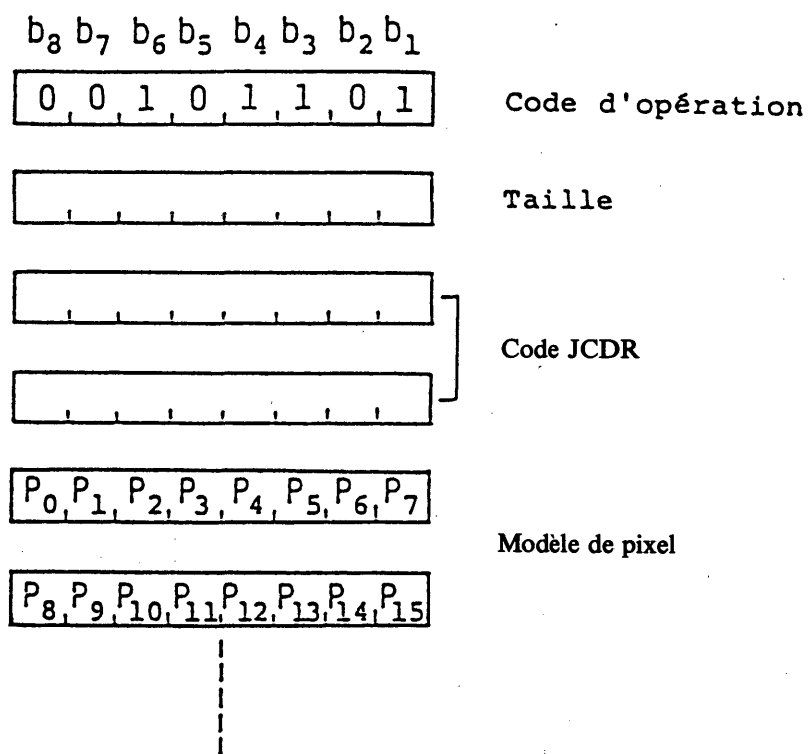 b₈ b₇ b₆ b₅ b₄ b₃ b₂ b₁
0 0 1 0 1 1 0 1 Code d'opération
Taille
Code JCDR
P₀ P₁ P₂ P₃ P₄ P₅ P₆ P₇
Modèle de pixel
P₈ P₉ P₁₀ P₁₁ P₁₂ P₁₃ P₁₄ P₁₅